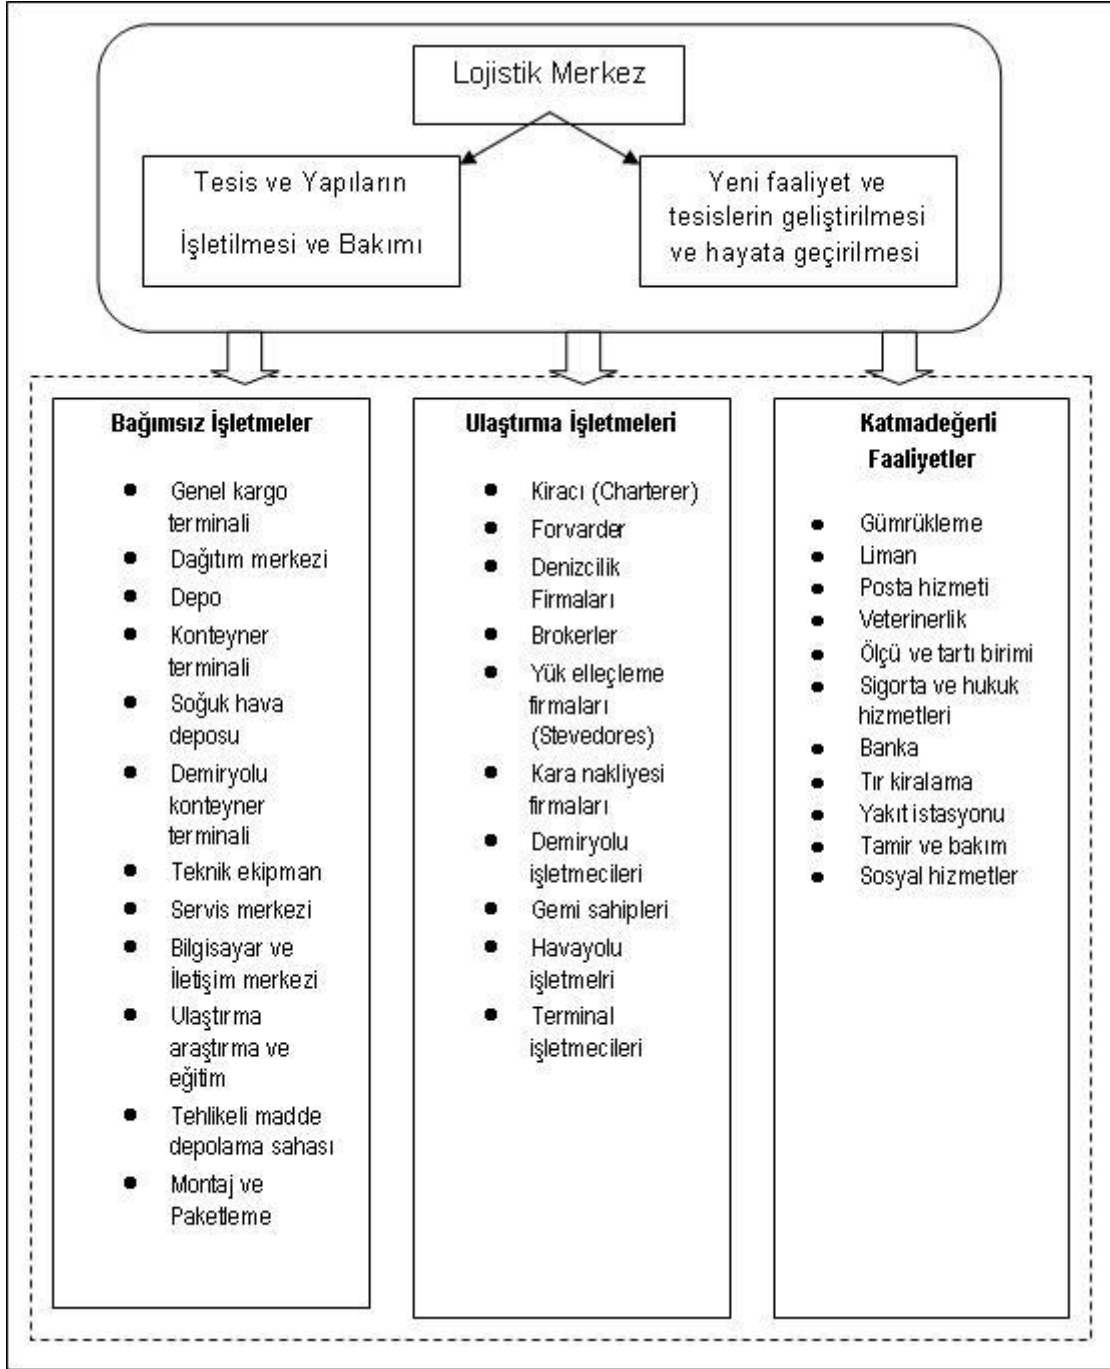 Lojistik Merkez
Tesis ve Yapıların
İşletilmesi ve Bakımı
Yeni faaliyet ve
tesislerin geliştirilmesi
ve hayata geçirilmesi
Bağımsız İşletmeler
● Genel kargo
terminali
● Dağıtım merkezi
● Depo
● Konteyner
terminali
● Soğuk hava
deposu
● Demiryolu
konteyner
terminali
● Teknik ekipman
● Servis merkezi
● Bilgisayar ve
İletişim merkezi
● Ulaştırma
araştırma ve
eğitim
● Tehlikeli madde
depolama sahası
● Montaj ve
Paketleme
Ulaştırma İşletmeleri
● Kiracı (Charterer)
● Forvarder
● Denizcilik
Firmaları
● Brokerler
● Yük elleçleme
firmaları
(Stevedores)
● Kara nakliyesi
firmaları
● Demiryolu
işletmecileri
● Gemi sahipleri
● Havayolu
işletmelri
● Terminal
işletmecileri
Katmadeğerli
Faaliyetler
● Gümrükleme
● Liman
● Posta hizmeti
● Veterinerlik
● Ölçü ve tartı birimi
● Sigorta ve hukuk
hizmetleri
● Banka
● Tır kiralama
● Yakıt istasyonu
● Tamir ve bakım
● Sosyal hizmetler